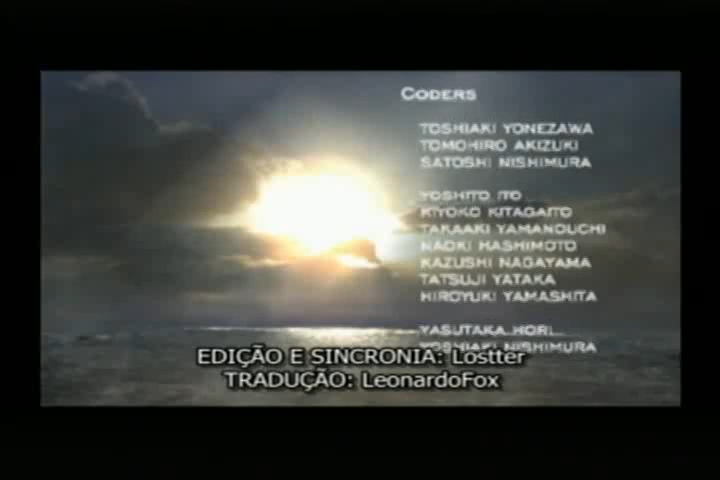 CODERS
TOSHIAKI YONEZAWA
TOMOHIRO AKIZUKI
SATOSHI NISHIMURA
YOSHITO ITO
KIYOKO KITAGAITO
TAKAAKI YAMANOUCHI
NAOKI HASHIMOTO
KAZUSHI NAGAYAMA
TATSUJI YATAKA
HIROYUKI YAMASHITA
YASUTAKA HORI
YOSHIAKI NISHIMURA
EDIÇÃO E SINCRONIA: Lostter
TRADUÇÃO: LeonardoFox